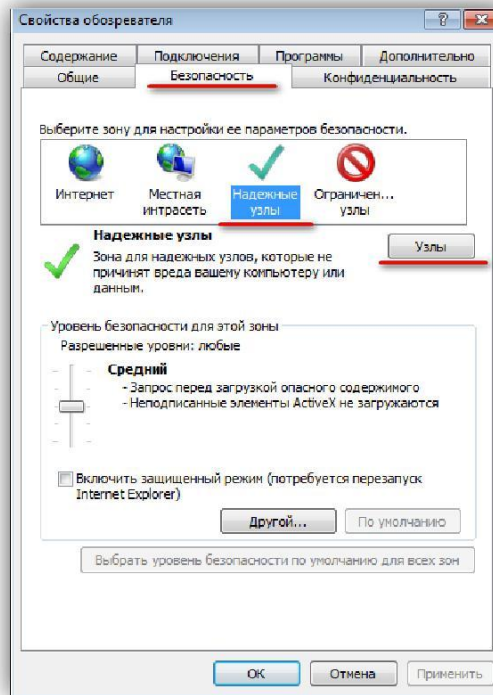 Свойства обозревателя
Содержание Подключения Программы Дополнительно
Общие Безопасность Конфиденциальность
Выберите зону для настройки ее параметров безопасности.
Интернет Местная интрасеть Надежные узлы Ограничен... узлы
Надежные узлы
Узлы
Зона для надежных узлов, которые не
причинят вреда вашему компьютеру или
данным.
Уровень безопасности для этой зоны
Разрешенные уровни: любые
Средний
- Запрос перед загрузкой опасного содержимого
- Неподписанные элементы ActiveX не загружаются
Включить защищенный режим (потребуется перезапуск
Internet Explorer)
Другой... По умолчанию
Выбрать уровень безопасности по умолчанию для всех зон
OK Отмена Применить